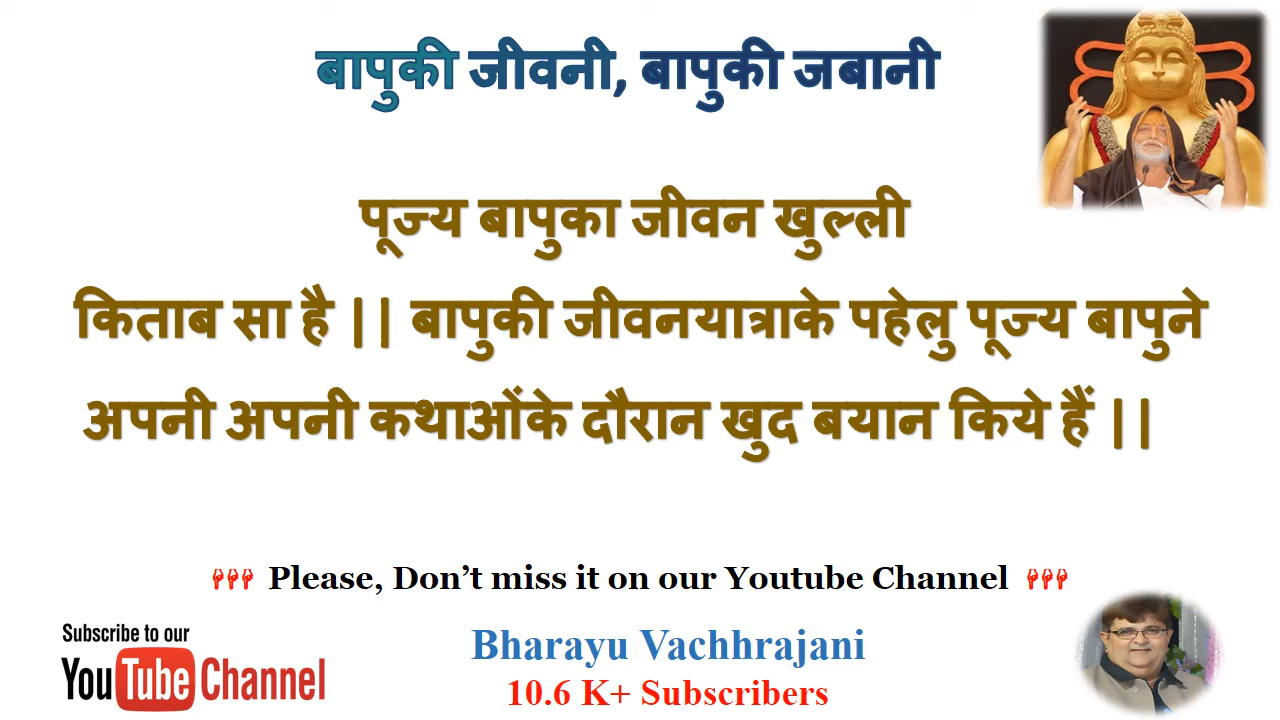 बापुकी जीवनी, बापुकी जबानी
पूज्य बापुका जीवन खुल्ली
किताब सा है || बापुकी जीवनयात्राके पहेलु पूज्य बापुने
अपनी अपनी कथाओंके दौरान खुद बयान किये हैं ||
Please, Don't miss it on our Youtube Channel
Subscribe to our
YouTube Channel
Bharayu Vachhrajani
10.6 K+ Subscribers